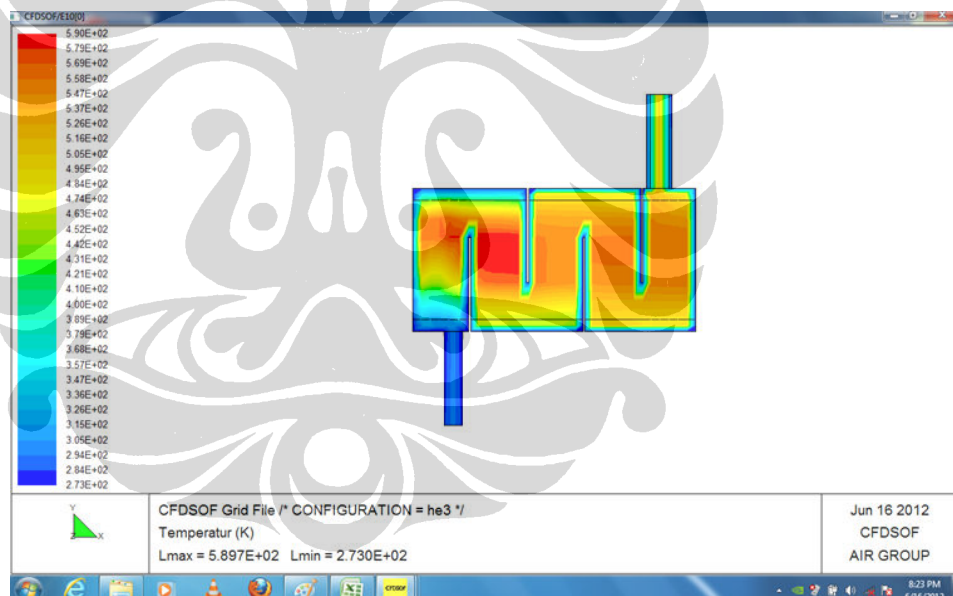 CFDSOF/E10[0]
5.90E+02
5.79E+02
5.69E+02
5.58E+02
5.47E+02
5.37E+02
5.26E+02
5.16E+02
5.05E+02
4.95E+02
4.84E+02
4.74E+02
4.63E+02
4.52E+02
4.42E+02
4.31E+02
4.21E+02
4.10E+02
4.00E+02
3.89E+02
3.79E+02
3.68E+02
3.57E+02
3.47E+02
3.36E+02
3.26E+02
3.15E+02
3.05E+02
2.94E+02
2.84E+02
2.73E+02
Y
Z X
CFDSOF Grid File /* CONFIGURATION = he3 */
Temperatur (K)
Lmax = 5.897E+02 Lmin = 2.730E+02
Jun 16 2012
CFDSOF
AIR GROUP
CFDSOF
8:23 PM
6/16/2012